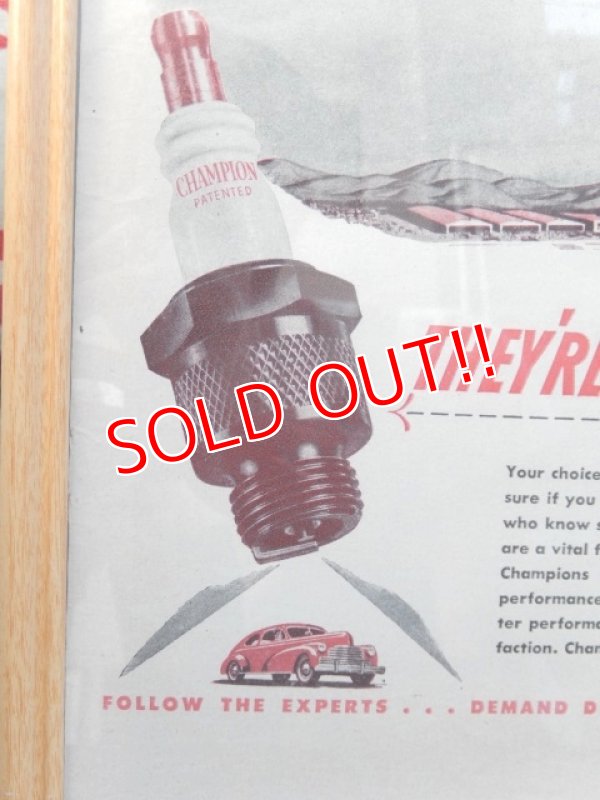 CHAMPION
PATENTED
THEY'RE
SOLD OUT!!
Your choice
sure if you
who know s
are a vital f
Champions
performance
ter performa
faction. Cham
FOLLOW THE EXPERTS . . . DEMAND D